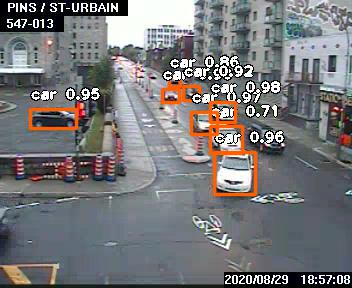 PINS / ST-URBAIN
547-013
car 0.86
car 0.92
car 0.95
car 0.98
car 0.97
car 0.71
car 0.96
2020/08/29 18:57:08